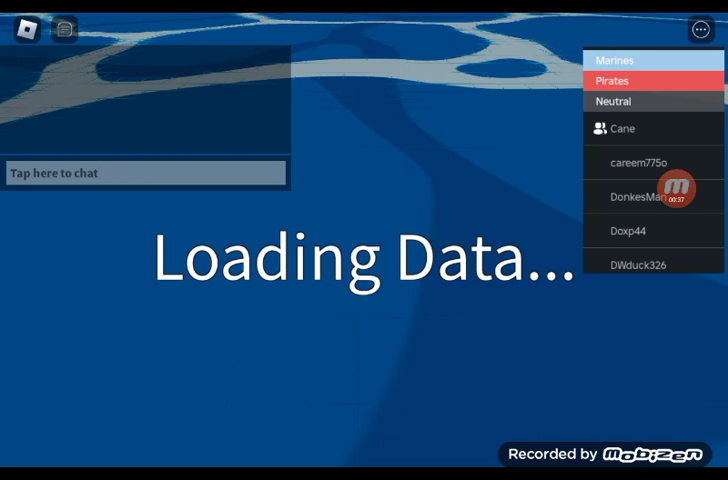 Marines
Pirates
Neutral
Cane
careem775o
Tap here to chat
DonkesMan
00:37
Doxp44
Loading Data...
DWduck326
Recorded by mobizen